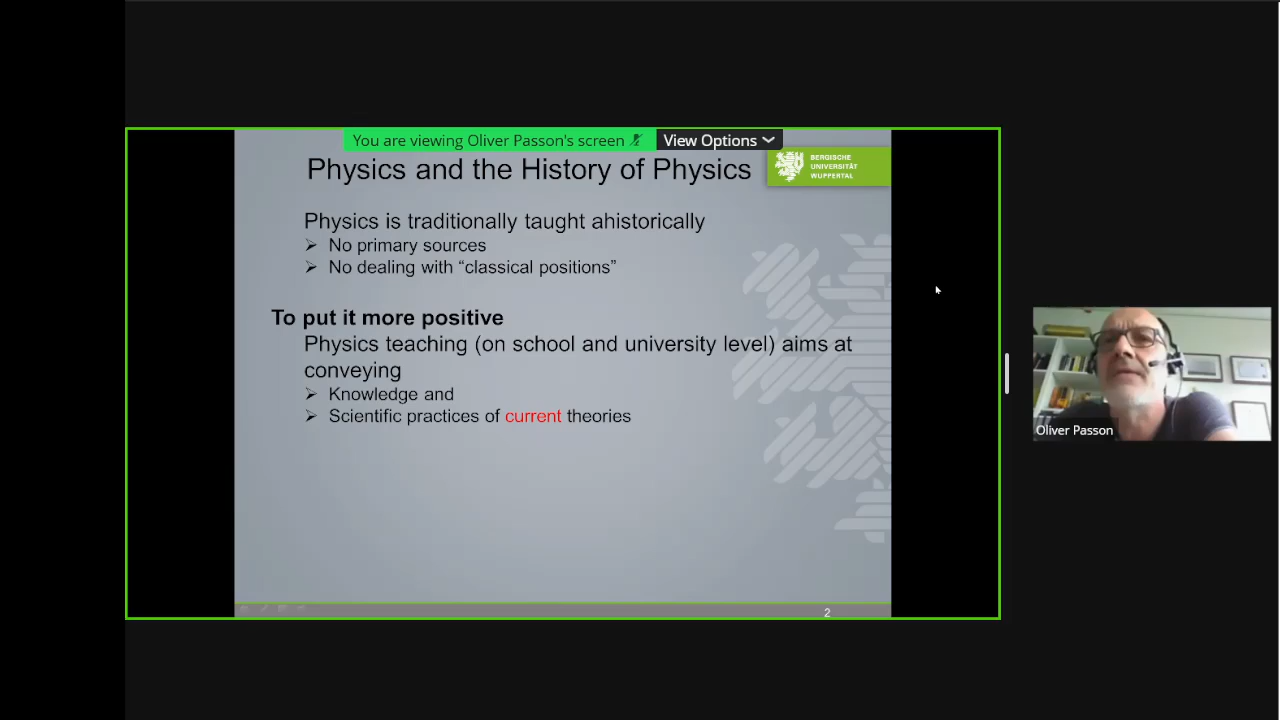 You are viewing Oliver Passon's screen View Options
Physics and the History of Physics
BERGISCHE
UNIVERSITÄT
WUPPERTAL
Physics is traditionally taught ahistorically
➢ No primary sources
➢ No dealing with “classical positions”
To put it more positive
Physics teaching (on school and university level) aims at
conveying
➢ Knowledge and
➢ Scientific practices of current theories
2
Oliver Passon